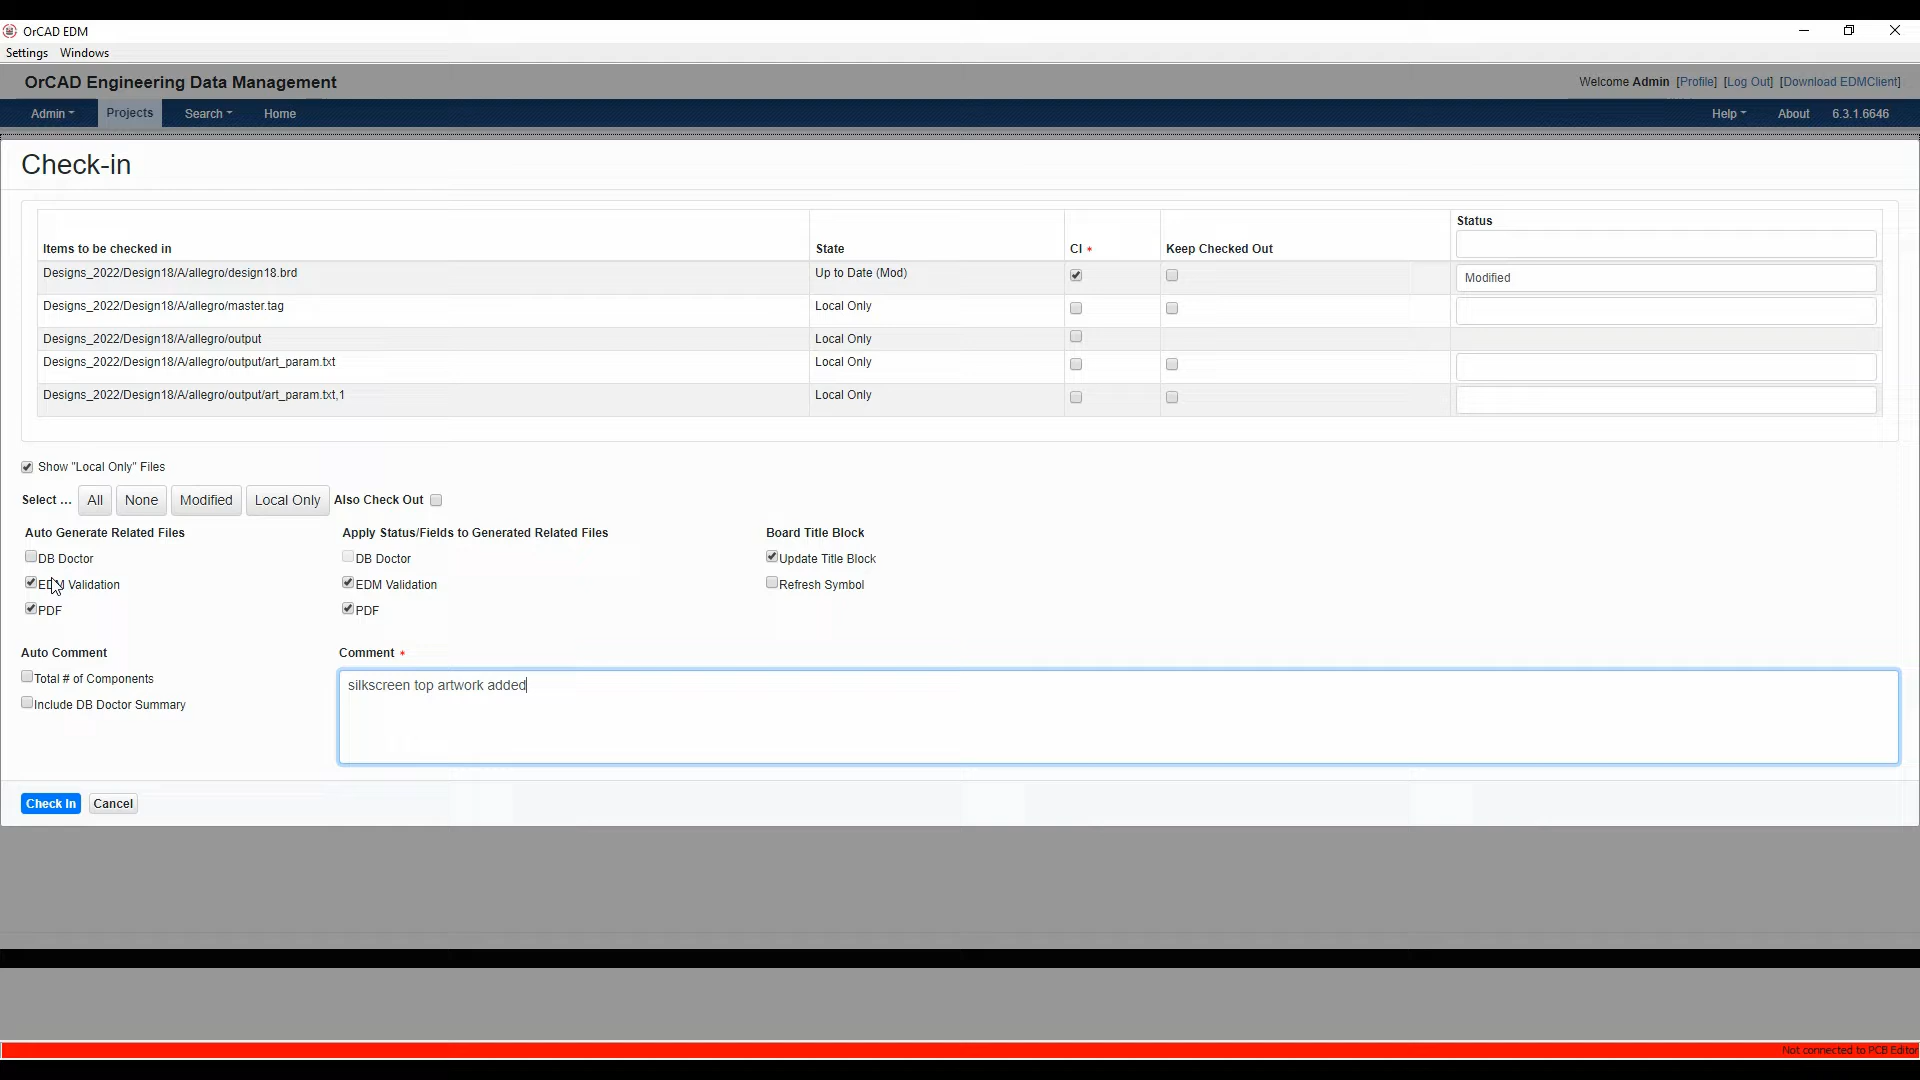 OrCAD EDM
Settings Windows
OrCAD Engineering Data Management
Welcome Admin [Profile] [Log Out] [Download EDMClient]
Admin Projects Search Home Help About 6.3.1.6646
Check-in
Status
Items to be checked in State CI * Keep Checked Out
Designs_2022/Design18/A/allegro/design18.brd Up to Date (Mod) Modified
Designs_2022/Design18/A/allegro/master.tag Local Only
Designs_2022/Design18/A/allegro/output Local Only
Designs_2022/Design18/A/allegro/output/art_param.txt Local Only
Designs_2022/Design18/A/allegro/output/art_param.txt,1 Local Only
Show "Local Only" Files
Select ... All None Modified Local Only Also Check Out
Auto Generate Related Files Apply Status/Fields to Generated Related Files Board Title Block
DB Doctor DB Doctor Update Title Block
EDM Validation EDM Validation Refresh Symbol
PDF PDF
Auto Comment Comment *
Total # of Components
silkscreen top artwork added
Include DB Doctor Summary
Check In Cancel
Not connected to PCB Editor